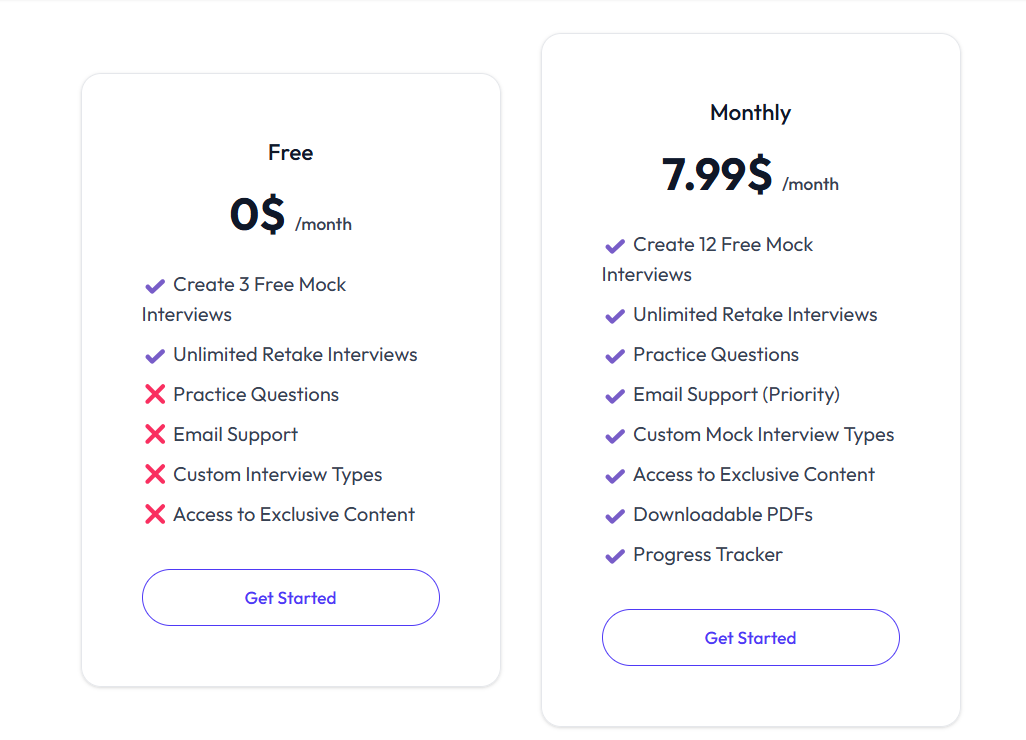 Free
0$ /month
Create 3 Free Mock
Interviews
Unlimited Retake Interviews
Practice Questions
Email Support
Custom Interview Types
Access to Exclusive Content
Get Started
Monthly
7.99$ /month
Create 12 Free Mock
Interviews
Unlimited Retake Interviews
Practice Questions
Email Support (Priority)
Custom Mock Interview Types
Access to Exclusive Content
Downloadable PDFs
Progress Tracker
Get Started